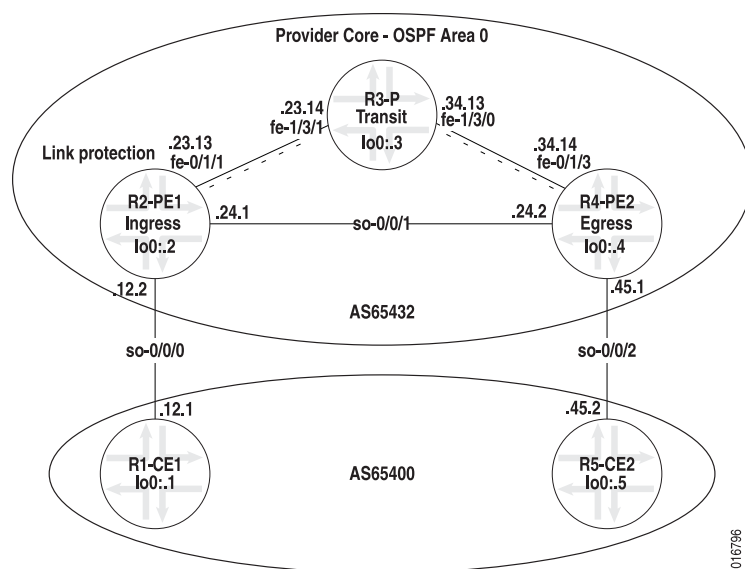 Provider Core - OSPF Area 0
.23.14
fe-1/3/1
R3-P
Transit
lo0:.3
.34.13
fe-1/3/0
.23.13
fe-0/1/1
.34.14
fe-0/1/3
Link protection
R2-PE1
Ingress
lo0:.2
.24.1
so-0/0/1
.24.2
R4-PE2
Egress
lo0:.4
.12.2
.45.1
AS65432
so-0/0/0
so-0/0/2
.12.1
.45.2
R1-CE1
lo0:.1
AS65400
R5-CE2
lo0:.5
016796